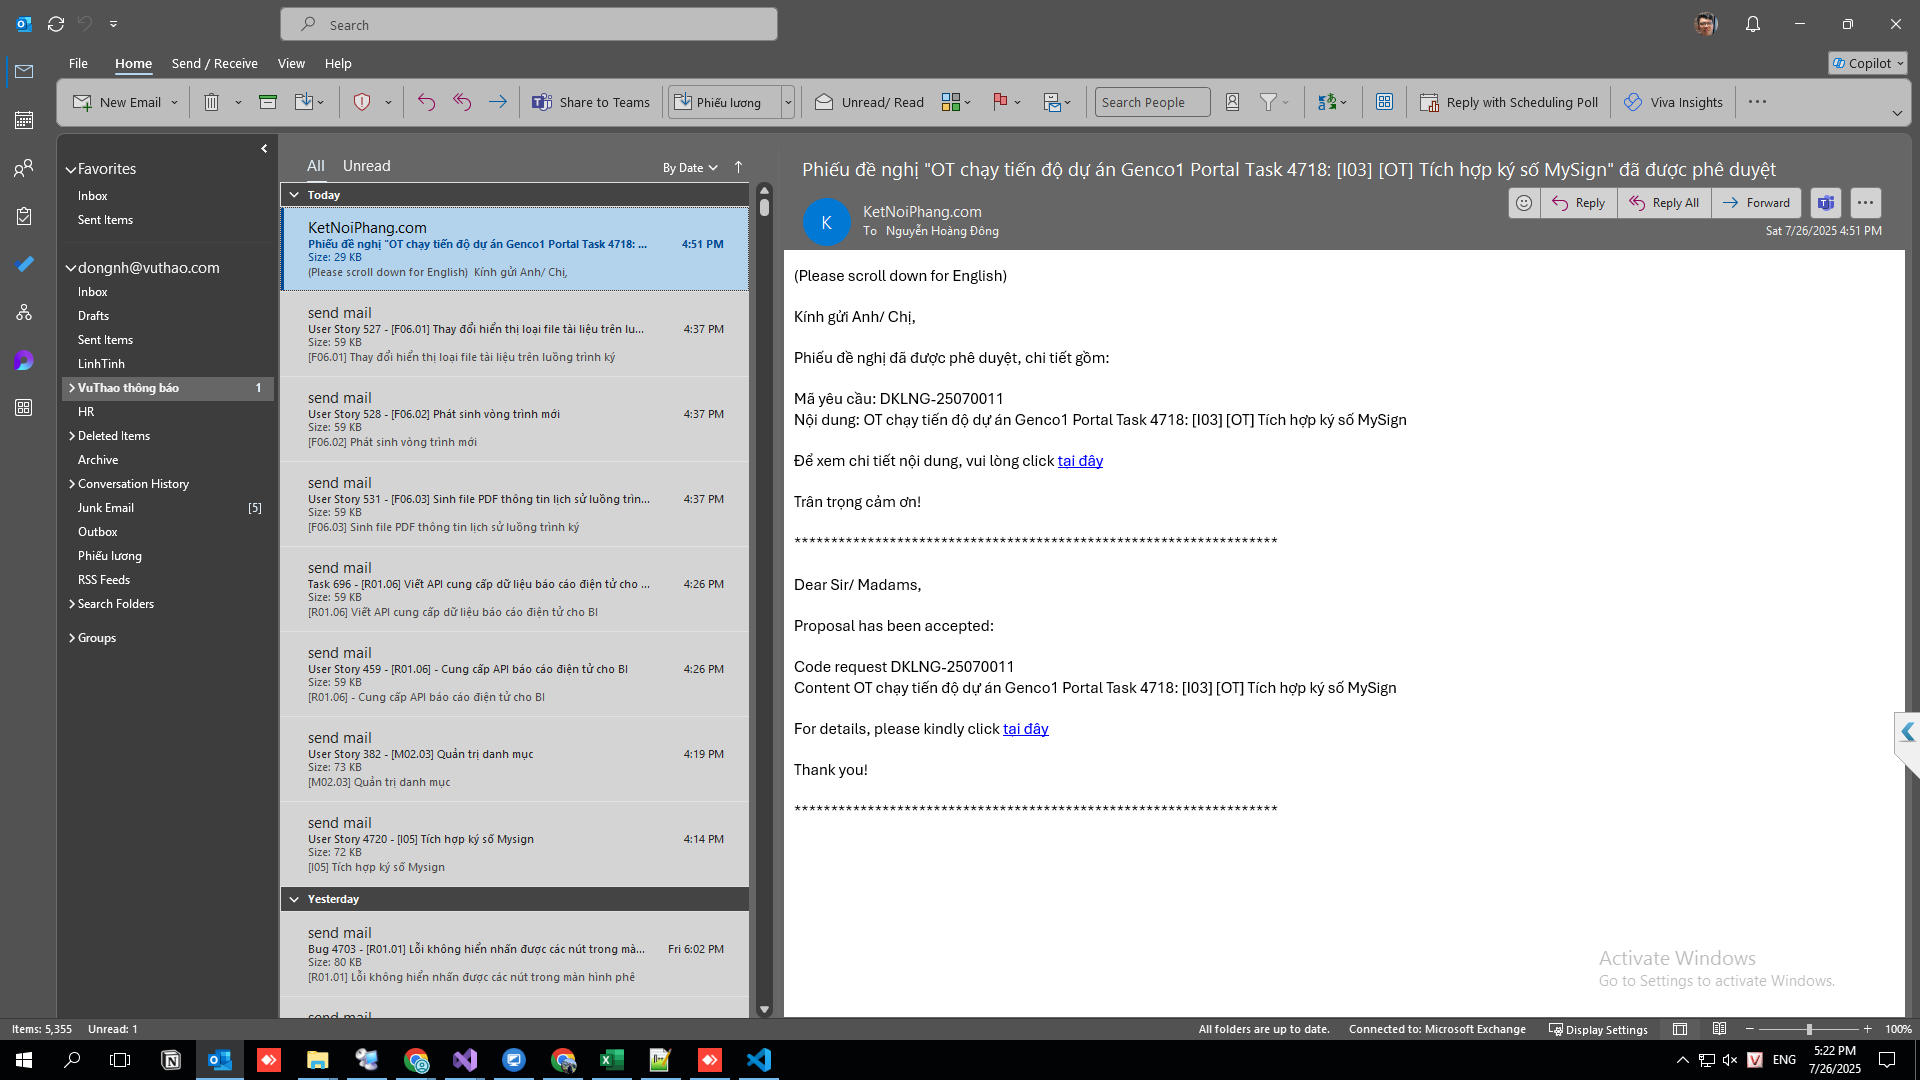 Search
File
Home
Send / Receive
View
Help
Copilot
New Email
Share to Teams
Phiếu lương
Unread/ Read
Search People
Reply with Scheduling Poll
Viva Insights
Favorites
Inbox
Sent Items
dongnh@vuthao.com
Inbox
Drafts
Sent Items
LinhTinh
VuThao thông báo 1
HR
Deleted Items
Archive
Conversation History
Junk Email [5]
Outbox
Phiếu lương
RSS Feeds
Search Folders
Groups
All Unread By Date
Today
KetNoiPhang.com
Phiếu đề nghị "OT chạy tiến độ dự án Genco1 Portal Task 4718: ... 4:51 PM
Size: 29 KB
(Please scroll down for English) Kính gửi Anh/ Chị,
send mail
User Story 527 - [F06.01] Thay đổi hiển thị loại file tài liệu trên lu... 4:37 PM
Size: 59 KB
[F06.01] Thay đổi hiển thị loại file tài liệu trên luồng trình ký
send mail
User Story 528 - [F06.02] Phát sinh vòng trình mới 4:37 PM
Size: 59 KB
[F06.02] Phát sinh vòng trình mới
send mail
User Story 531 - [F06.03] Sinh file PDF thông tin lịch sử luồng trìn... 4:37 PM
Size: 59 KB
[F06.03] Sinh file PDF thông tin lịch sử luồng trình ký
send mail
Task 696 - [R01.06] Viết API cung cấp dữ liệu báo cáo điện tử cho ... 4:26 PM
Size: 59 KB
[R01.06] Viết API cung cấp dữ liệu báo cáo điện tử cho BI
send mail
User Story 459 - [R01.06] - Cung cấp API báo cáo điện tử cho BI 4:26 PM
Size: 59 KB
[R01.06] - Cung cấp API báo cáo điện tử cho BI
send mail
User Story 382 - [M02.03] Quản trị danh mục 4:19 PM
Size: 73 KB
[M02.03] Quản trị danh mục
send mail
User Story 4720 - [I05] Tích hợp ký số Mysign 4:14 PM
Size: 72 KB
[I05] Tích hợp ký số Mysign
Yesterday
send mail
Bug 4703 - [R01.01] Lỗi không hiển nhấn được các nút trong mà... Fri 6:02 PM
Size: 80 KB
[R01.01] Lỗi không hiển nhấn được các nút trong màn hình phê
send mail
Phiếu đề nghị "OT chạy tiến độ dự án Genco1 Portal Task 4718: [I03] [OT] Tích hợp ký số MySign" đã được phê duyệt
K
KetNoiPhang.com
To Nguyễn Hoàng Đông
Reply
Reply All
Forward
Sat 7/26/2025 4:51 PM
(Please scroll down for English)
Kính gửi Anh/ Chị,
Phiếu đề nghị đã được phê duyệt, chi tiết gồm:
Mã yêu cầu: DKLNG-25070011
Nội dung: OT chạy tiến độ dự án Genco1 Portal Task 4718: [I03] [OT] Tích hợp ký số MySign
Để xem chi tiết nội dung, vui lòng click tại đây
Trân trọng cảm ơn!
******************************************************************
Dear Sir/ Madams,
Proposal has been accepted:
Code request DKLNG-25070011
Content OT chạy tiến độ dự án Genco1 Portal Task 4718: [I03] [OT] Tích hợp ký số MySign
For details, please kindly click tại đây
Thank you!
******************************************************************
Activate Windows
Go to Settings to activate Windows.
Items: 5,355 Unread: 1
All folders are up to date. Connected to: Microsoft Exchange Display Settings 100%
ENG
5:22 PM
7/26/2025